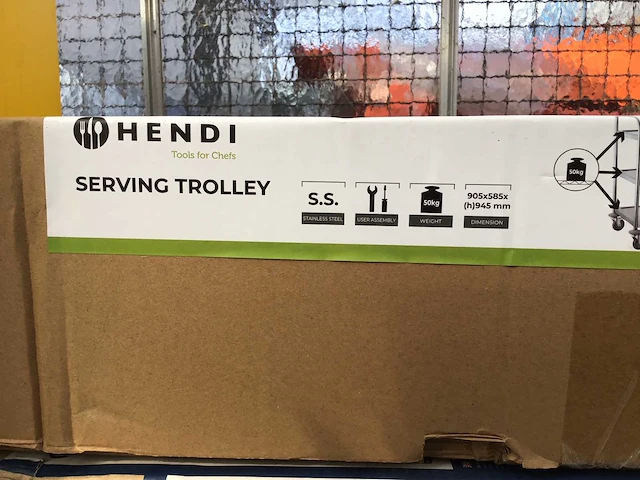 HENDI
Tools for Chefs
SERVING TROLLEY
S.S.
STAINLESS STEEL
USER ASSEMBLY
50kg
WEIGHT
905x585x
(h)945 mm
DIMENSION
50kg